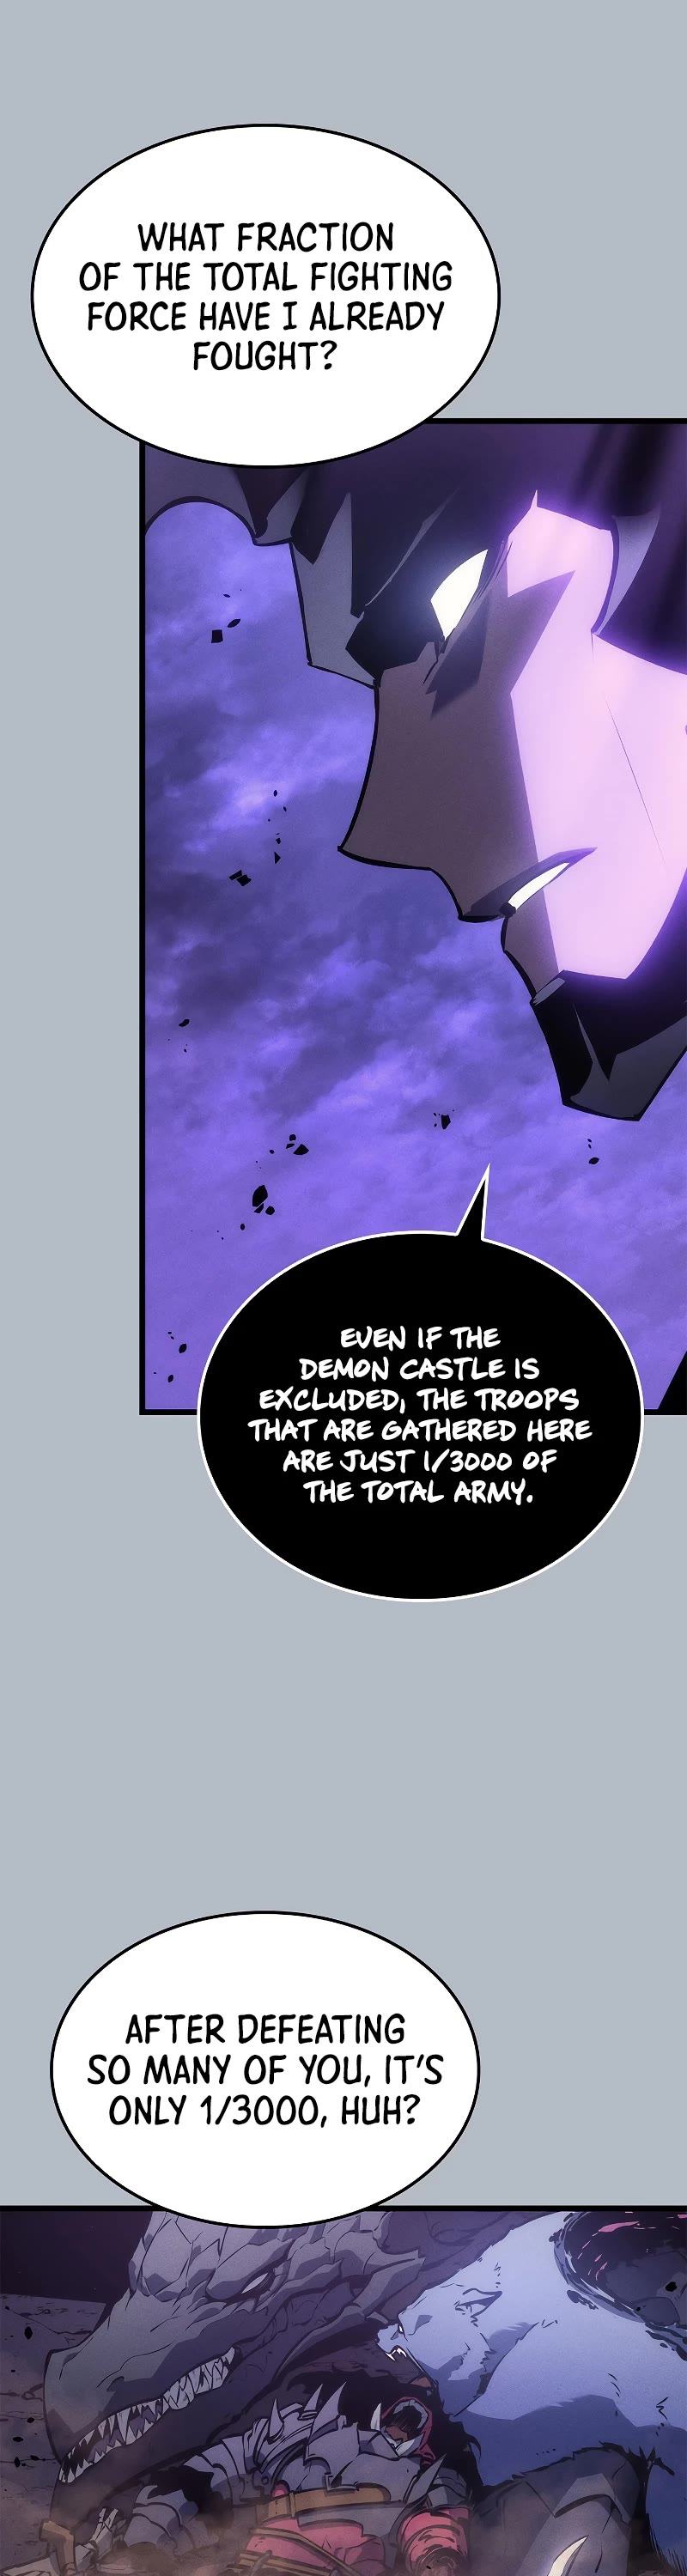 WHAT FRACTION
OF THE TOTAL FIGHTING
FORCE HAVE I ALREADY
FOUGHT?
EVEN IF THE
DEMON CASTLE IS
EXCLUDED, THE TROOPS
THAT ARE GATHERED HERE
ARE JUST 1/3000 OF
THE TOTAL ARMY.
AFTER DEFEATING
SO MANY OF YOU, IT'S
ONLY 1/3000, HUH?